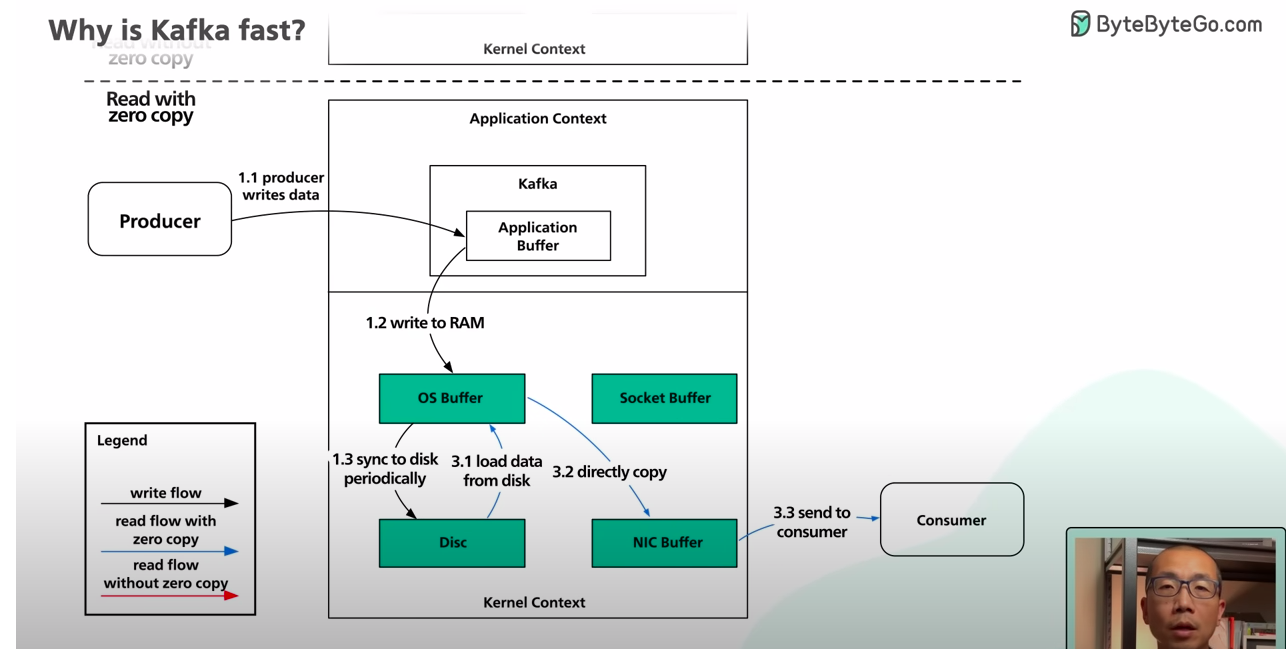 Why is Kafka fast?
ByteByteGo.com
Read without
zero copy
Kernel Context
Read with
zero copy
Application Context
1.1 producer
writes data
Kafka
Producer
Application
Buffer
1.2 write to RAM
OS Buffer
Socket Buffer
Legend
1.3 sync to disk
periodically
3.1 load data
from disk
3.2 directly copy
write flow
read flow with
zero copy
read flow
without zero copy
Disc
NIC Buffer
3.3 send to
consumer
Consumer
Kernel Context